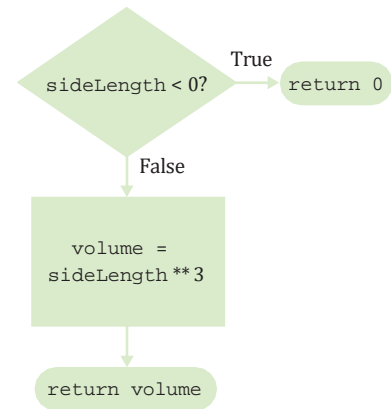 sideLength < 0?
True
return 0
False
volume =
sideLength ** 3
return volume